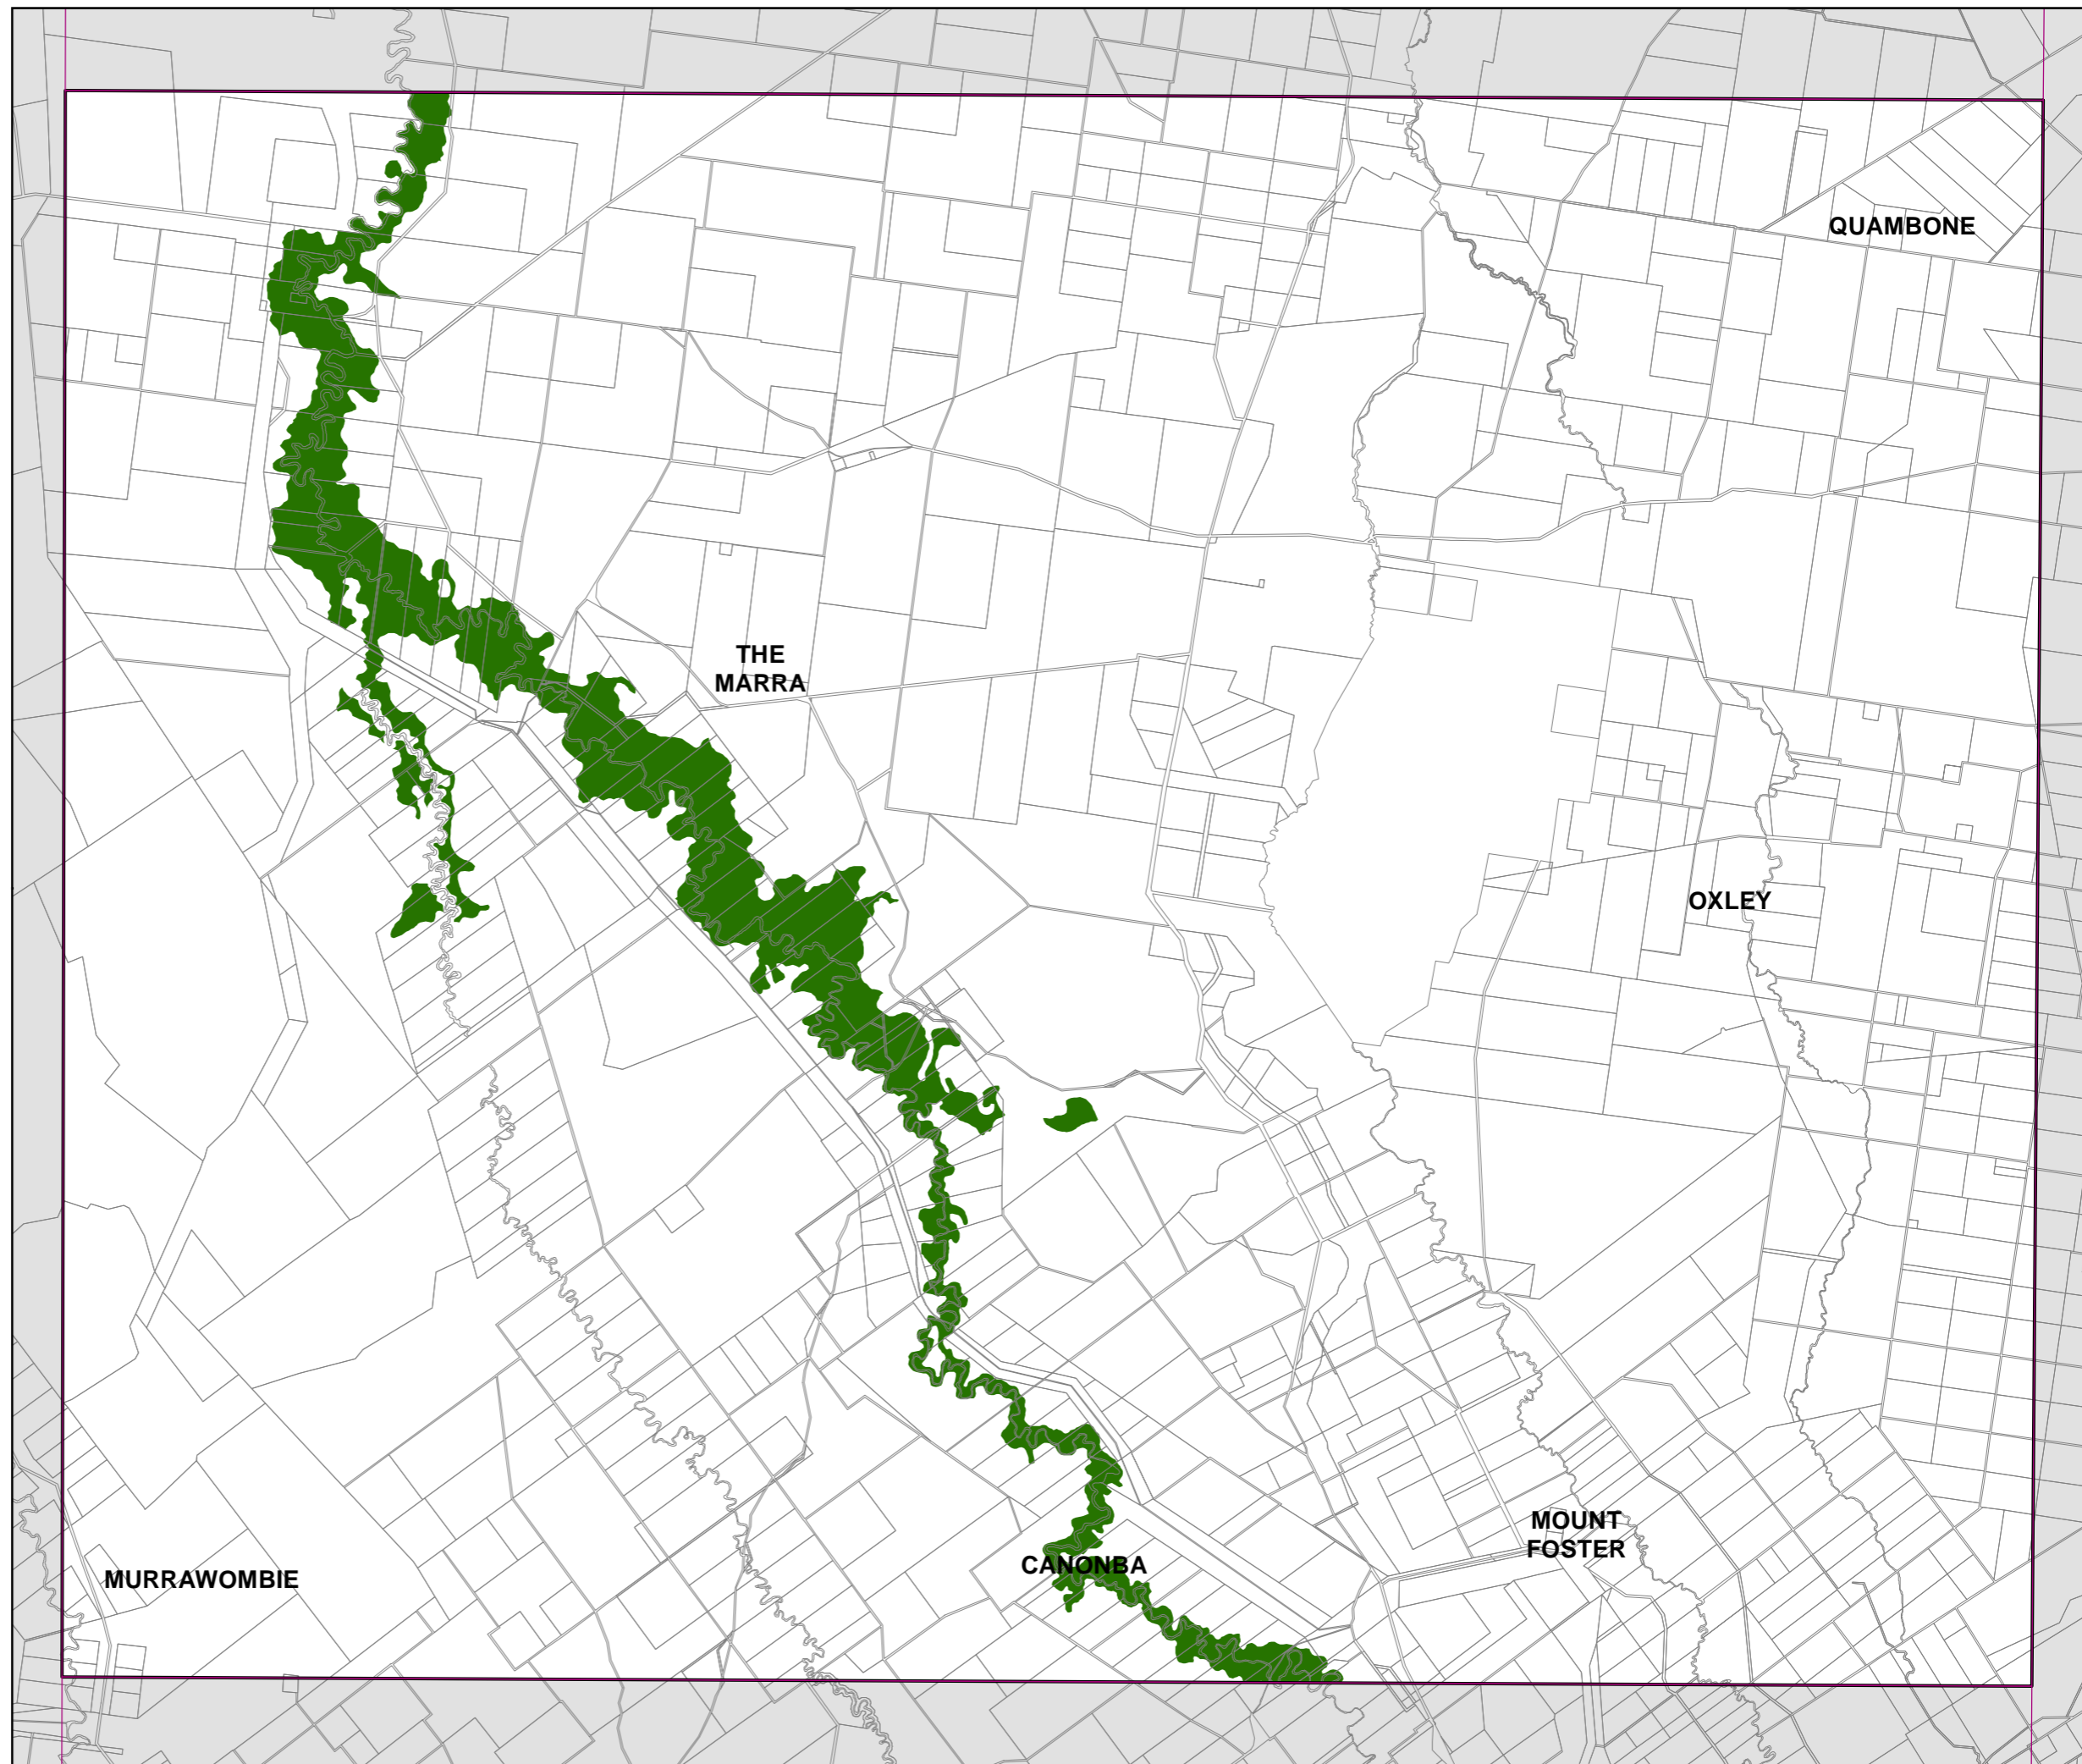 QUAMBONE
THE
MARRA
OXLEY
MOUNT
FOSTER
CANONBA
MURRAWOMBIE